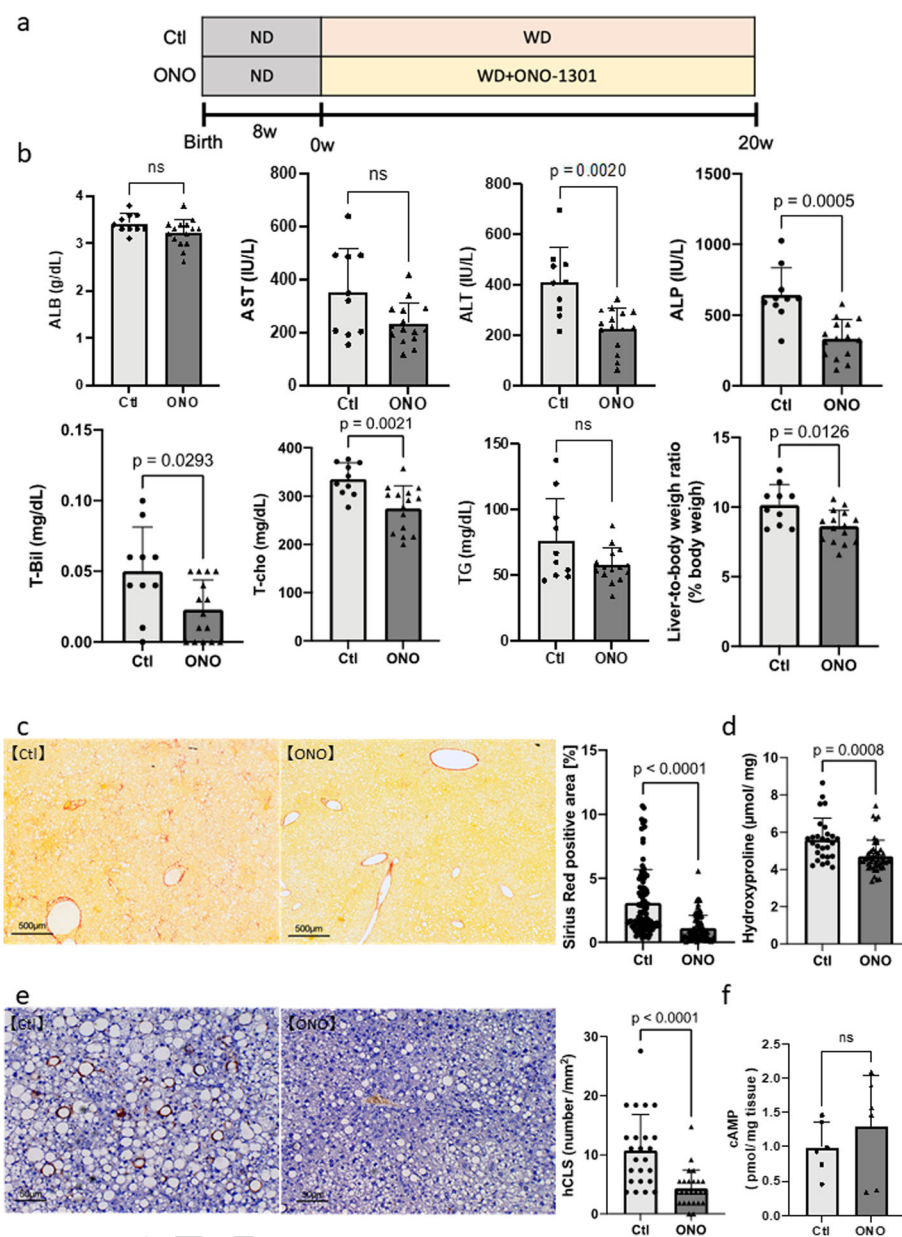 a
Ctl ND WD
ONO ND WD+ONO-1301
8w
Birth 0w 20w
b
ns
ALB (g/dL)
4
3
2
1
0
Ctl ONO
ns
AST (IU/L)
800
600
400
200
0
Ctl ONO
p = 0.0020
ALT (IU/L)
800
600
400
200
0
Ctl ONO
p = 0.0005
ALP (IU/L)
1500
1000
500
0
Ctl ONO
p = 0.0293
T-Bil (mg/dL)
0.15
0.10
0.05
0.00
Ctl ONO
p = 0.0021
T-cho (mg/dL)
400
300
200
100
0
Ctl ONO
ns
TG (mg/dL)
150
100
50
0
Ctl ONO
p = 0.0126
Liver-to-body weigh ratio
(% body weigh)
15
10
5
0
Ctl ONO
c
【Ctl】
500μm
【ONO】
500μm
p < 0.0001
Sirius Red positive area [%]
15
10
5
0
Ctl ONO
d
p = 0.0008
Hydroxyproline (μmol/ mg)
10
8
6
4
2
0
Ctl ONO
e
【Ctl】
50μm
【ONO】
50μm
p < 0.0001
hCLS (number /mm²)
30
20
10
0
Ctl ONO
f
ns
cAMP
( pmol/ mg tissue )
2.5
2.0
1.5
1.0
0.5
0.0
Ctl ONO